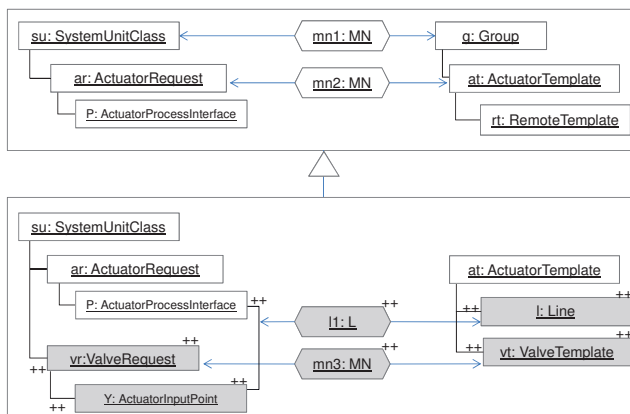 su: SystemUnitClass
mn1: MN
g: Group
ar: ActuatorRequest
mn2: MN
at: ActuatorTemplate
P: ActuatorProcessInterface
rt: RemoteTemplate
su: SystemUnitClass
ar: ActuatorRequest
at: ActuatorTemplate
P: ActuatorProcessInterface
++
++
++
l1: L
++
l: Line
++
++
++
vr:ValveRequest
mn3: MN
++
vt: ValveTemplate
++
++
++
Y: ActuatorInputPoint